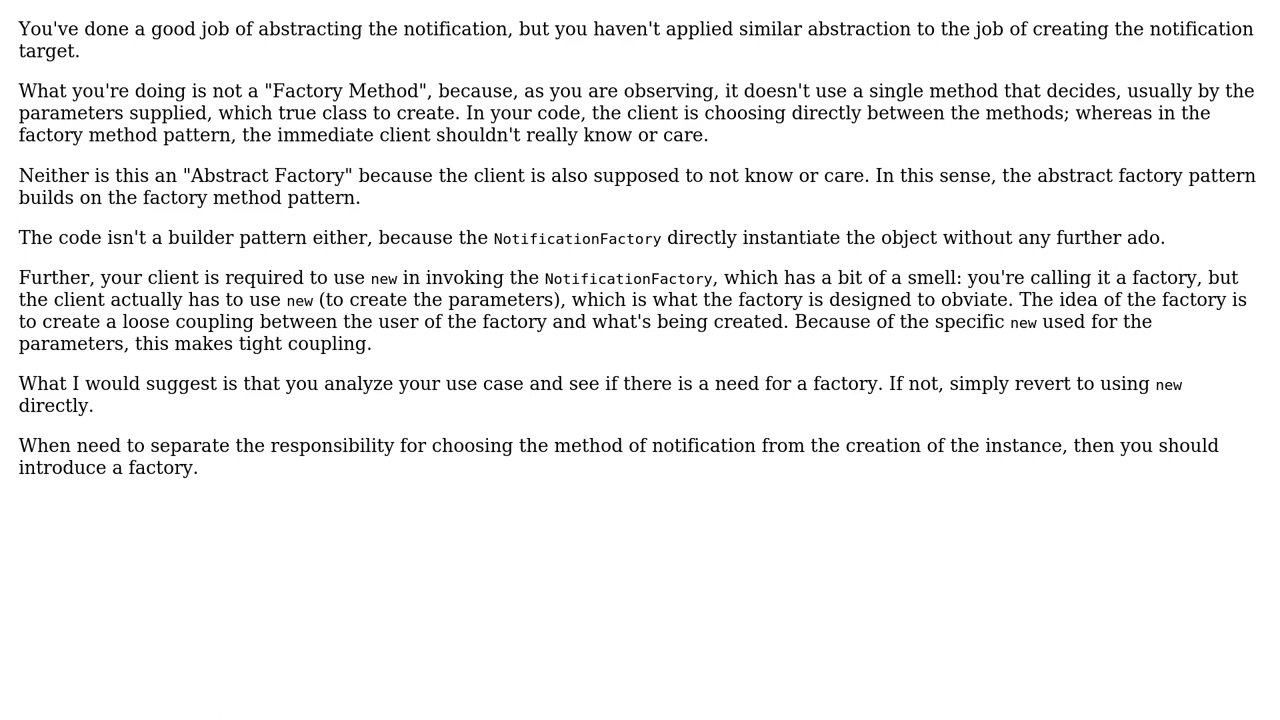 You've done a good job of abstracting the notification, but you haven't applied similar abstraction to the job of creating the notification
target.
What you're doing is not a "Factory Method", because, as you are observing, it doesn't use a single method that decides, usually by the
parameters supplied, which true class to create. In your code, the client is choosing directly between the methods; whereas in the
factory method pattern, the immediate client shouldn't really know or care.
Neither is this an "Abstract Factory" because the client is also supposed to not know or care. In this sense, the abstract factory pattern
builds on the factory method pattern.
The code isn't a builder pattern either, because the NotificationFactory directly instantiate the object without any further ado.
Further, your client is required to use new in invoking the NotificationFactory, which has a bit of a smell: you're calling it a factory, but
the client actually has to use new (to create the parameters), which is what the factory is designed to obviate. The idea of the factory is
to create a loose coupling between the user of the factory and what's being created. Because of the specific new used for the
parameters, this makes tight coupling.
What I would suggest is that you analyze your use case and see if there is a need for a factory. If not, simply revert to using new
directly.
When need to separate the responsibility for choosing the method of notification from the creation of the instance, then you should
introduce a factory.